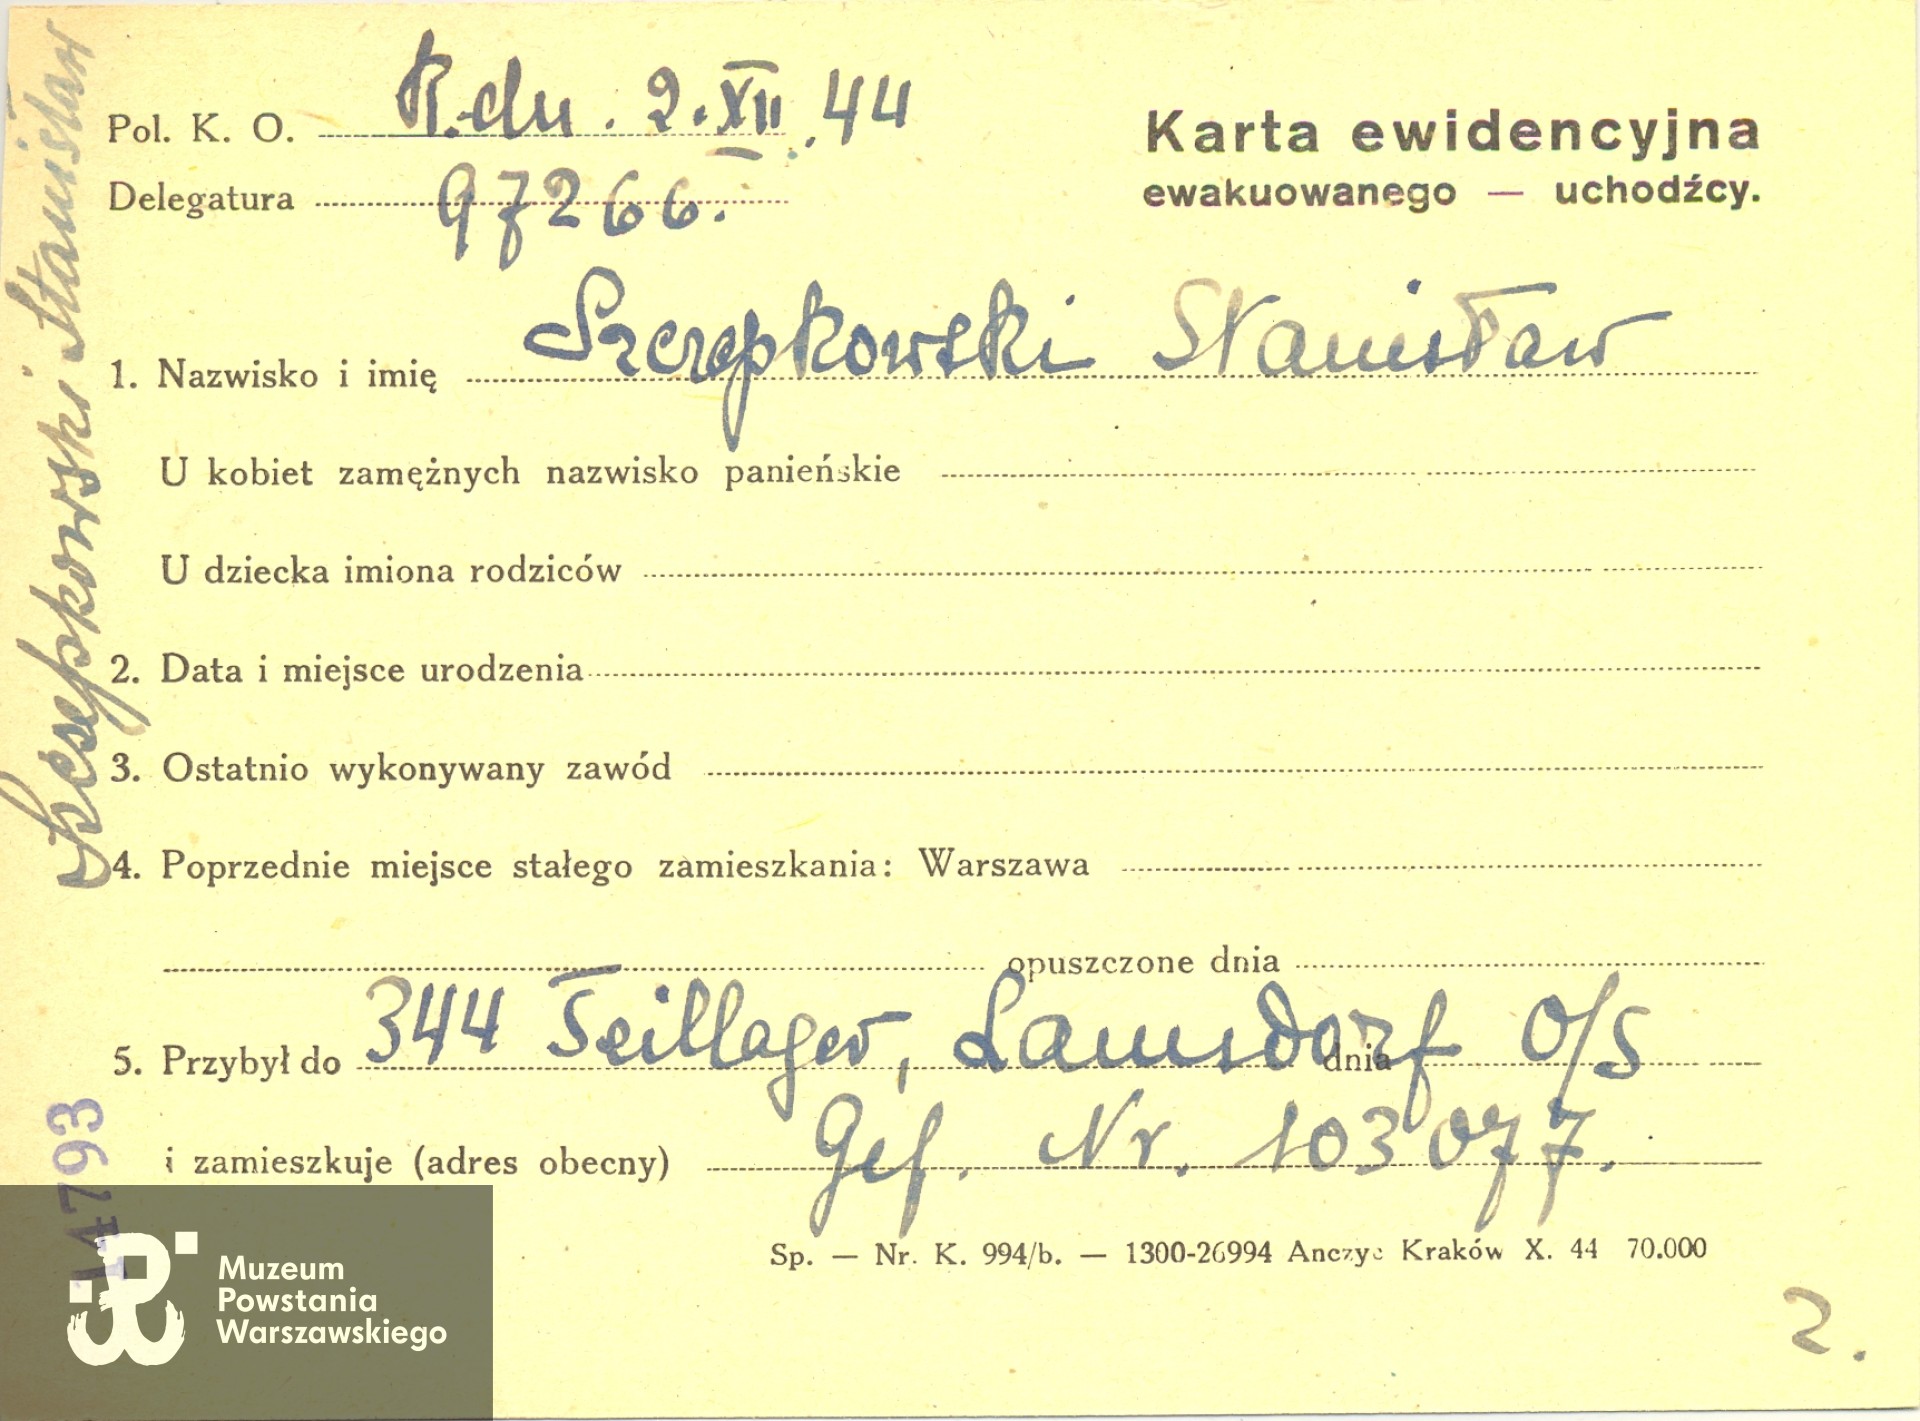 Szczepkowski Stanisław
Pol. K. O. R. dn. 2. XII. 44
Delegatura 97266.
Karta ewidencyjna
ewakuowanego — uchodźcy.
1. Nazwisko i imię Szczepkowski Stanisław
U kobiet zamężnych nazwisko panieńskie
U dziecka imiona rodziców
2. Data i miejsce urodzenia
3. Ostatnio wykonywany zawód
4. Poprzednie miejsce stałego zamieszkania: Warszawa
opuszczone dnia
5. Przybył do 344 Teillager, Lamsdorf O/S dnia
i zamieszkuje (adres obecny) Gef. Nr. 103077.
Sp. — Nr. K. 994/b. — 1300-26994 Anczyc Kraków X. 44 70.000
2.
14793
Muzeum
Powstania
Warszawskiego